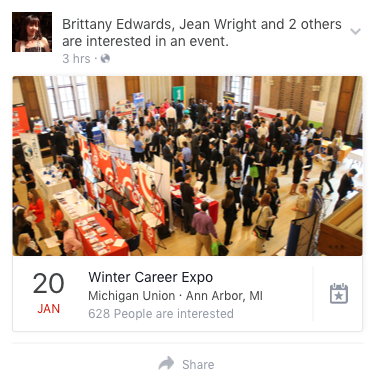 Brittany Edwards, Jean Wright and 2 others
are interested in an event.
3 hrs ·
20
JAN
Winter Career Expo
Michigan Union · Ann Arbor, MI
628 People are interested
Share